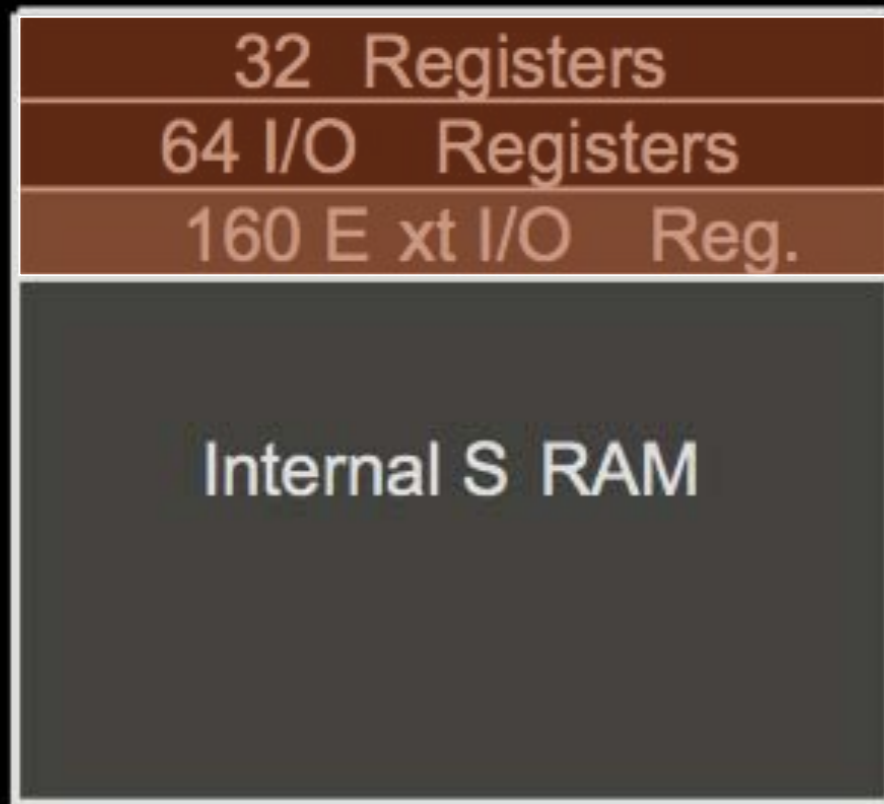 32 Registers
64 I/O Registers
160 E xt I/O Reg.
Internal S RAM